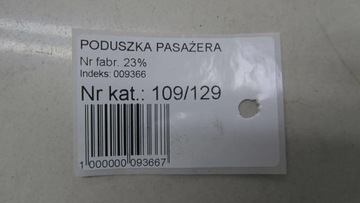 PODUSZKA PASAŻERA
Nr fabr. 23%
Indeks: 009366
Nr kat.: 109/129
1 000000 093667